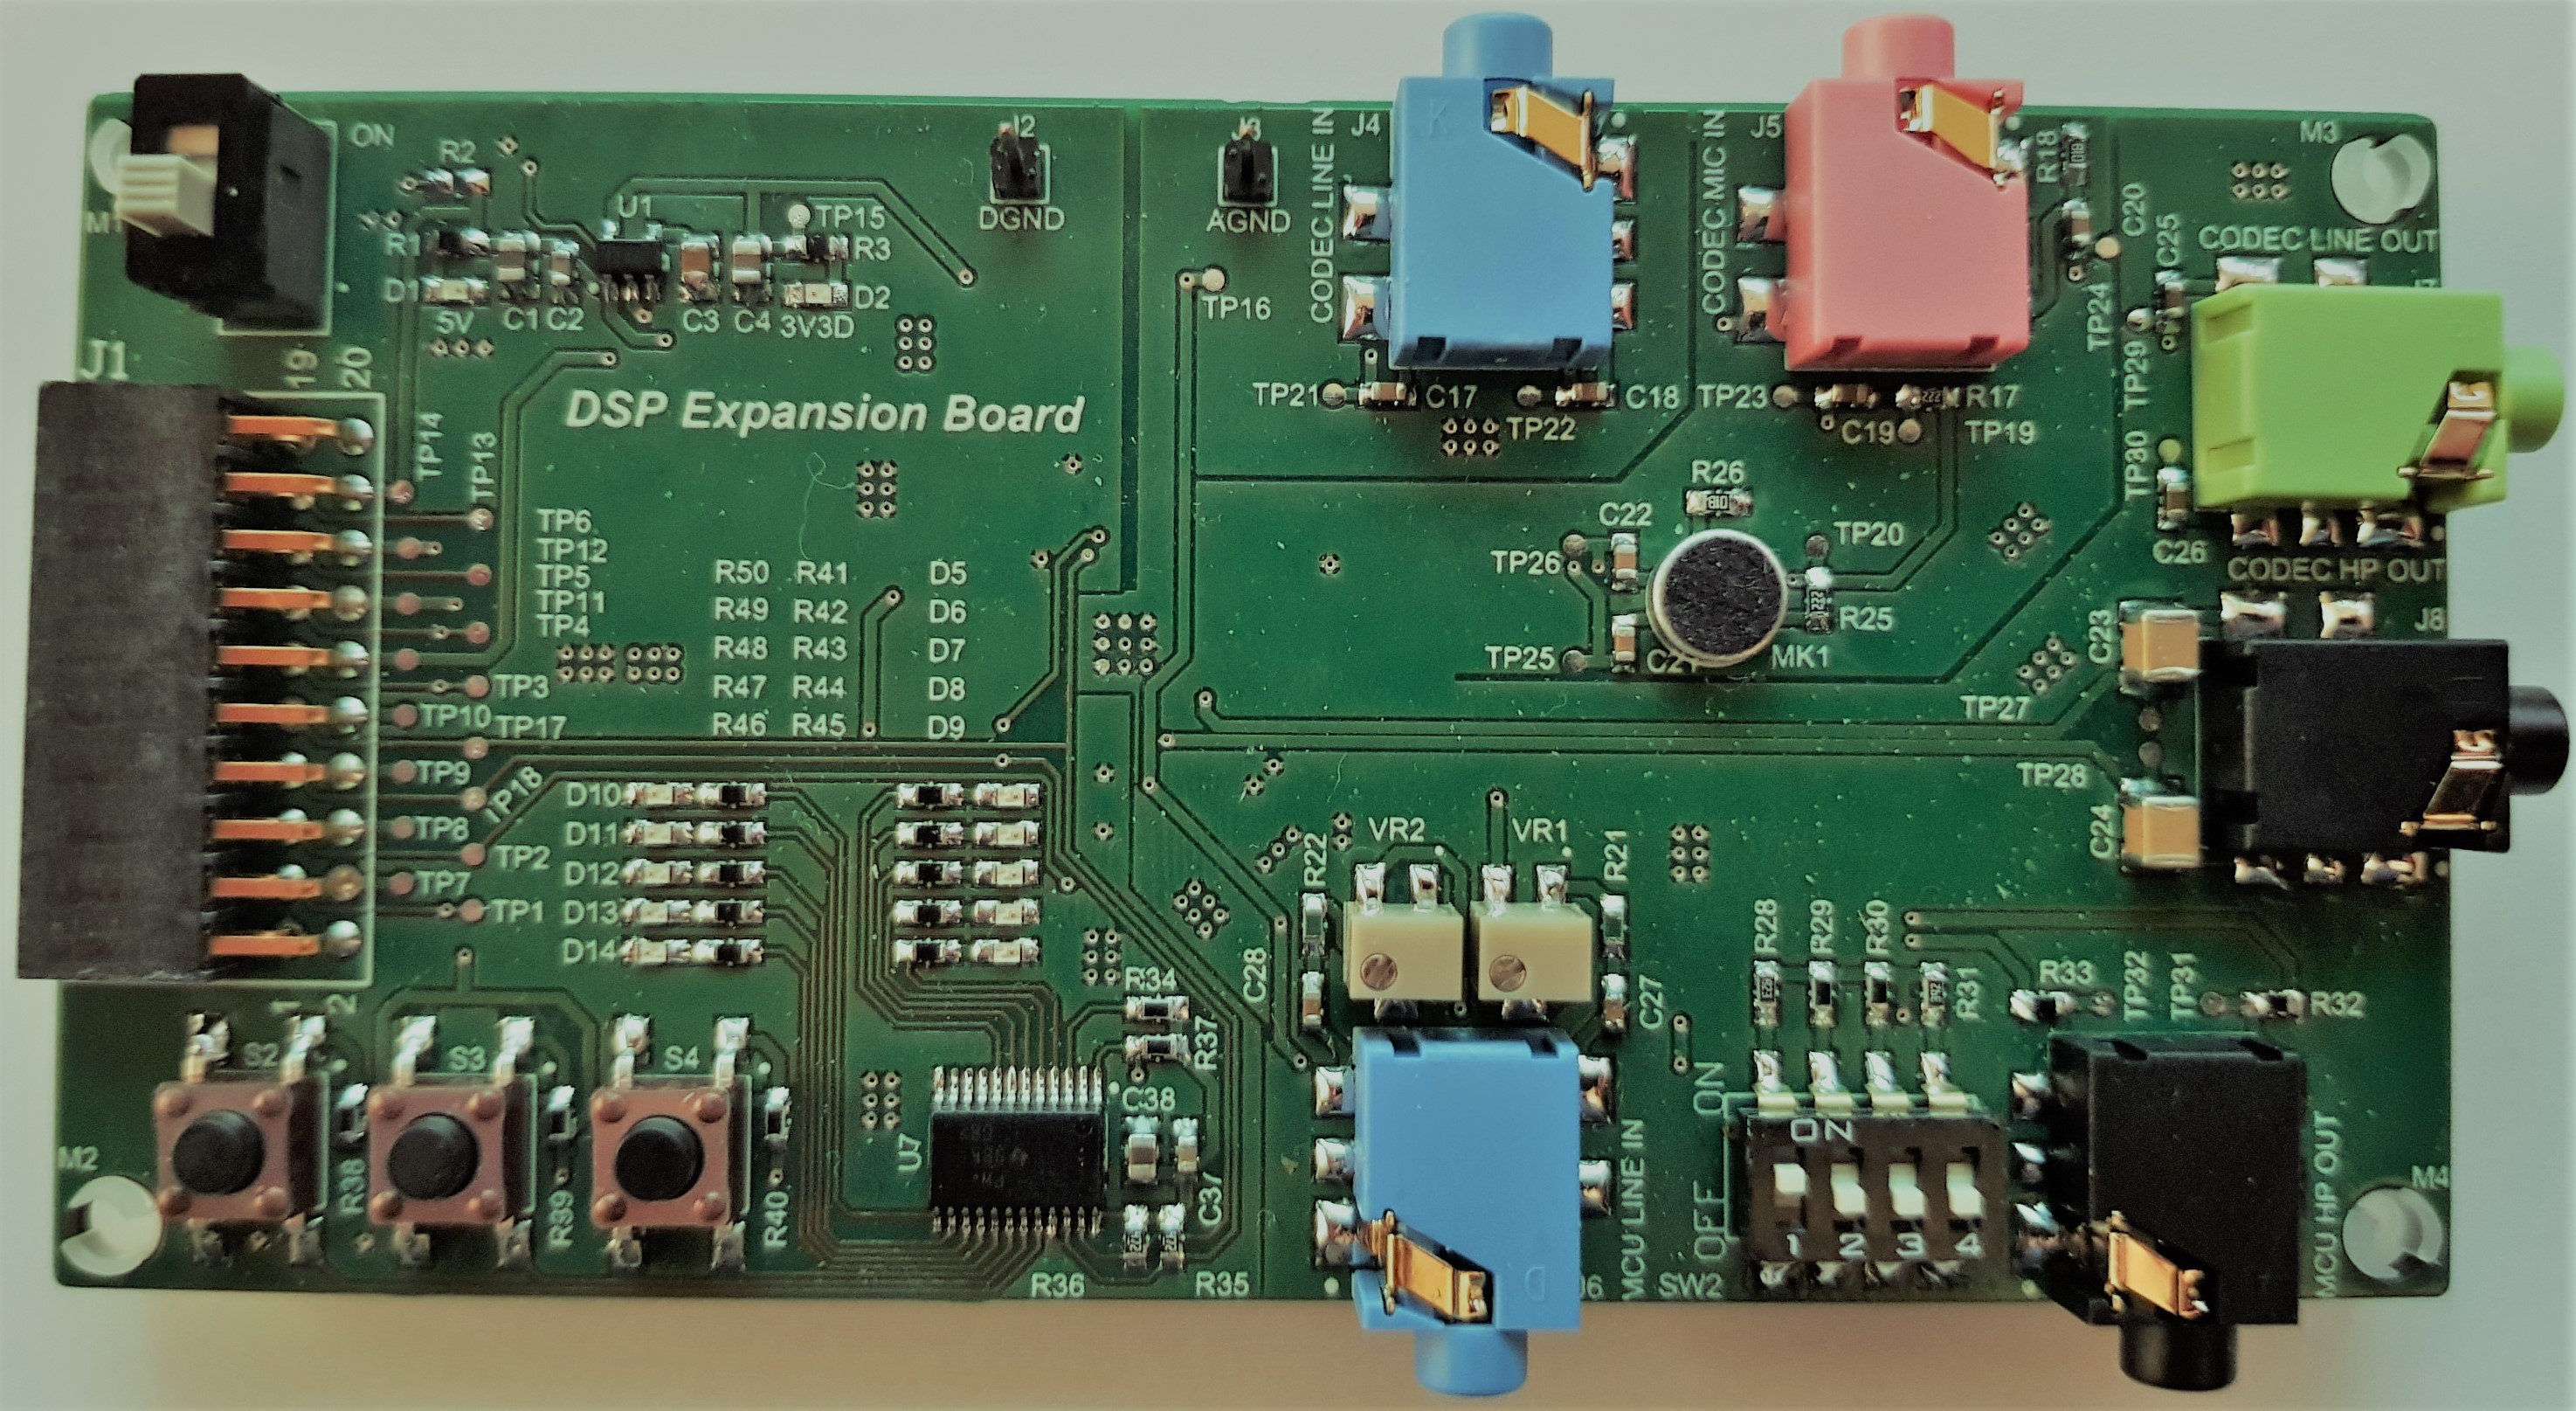 ON
M3
J2
DGND
J3
AGND
CODEC LINE IN
J4
CODEC MIC IN
J5
R18
C20
C25
CODEC LINE OUT
R2
U1
TP15
R1
R3
D1
D2
5V
C1
C2
C3
C4
3V3D
TP16
TP24
TP29
J1
19
20
DSP Expansion Board
TP21
C17
TP22
C18
TP23
C19
R17
TP19
TP14
TP13
TP30
C26
CODEC HP OUT
J8
TP6
TP12
TP5
TP11
TP4
R50
R41
D5
R49
R42
D6
R48
R43
D7
R47
R44
D8
R46
R45
D9
R26
C22
TP26
TP20
R25
TP25
MK1
TP3
TP10
TP17
TP9
TP18
TP8
TP2
TP7
TP1
C23
TP27
TP28
C24
D10
D11
D12
D13
D14
VR2
VR1
R22
R21
C28
C27
R28
R29
R30
R31
R33
TP32
TP31
R32
R34
R37
1
2
S2
S3
S4
M2
R38
R39
R40
U7
C38
C37
R36
R35
MCU LINE IN
ON
OFF
ON
1 2 3 4
SW2
MCU HP OUT
M4